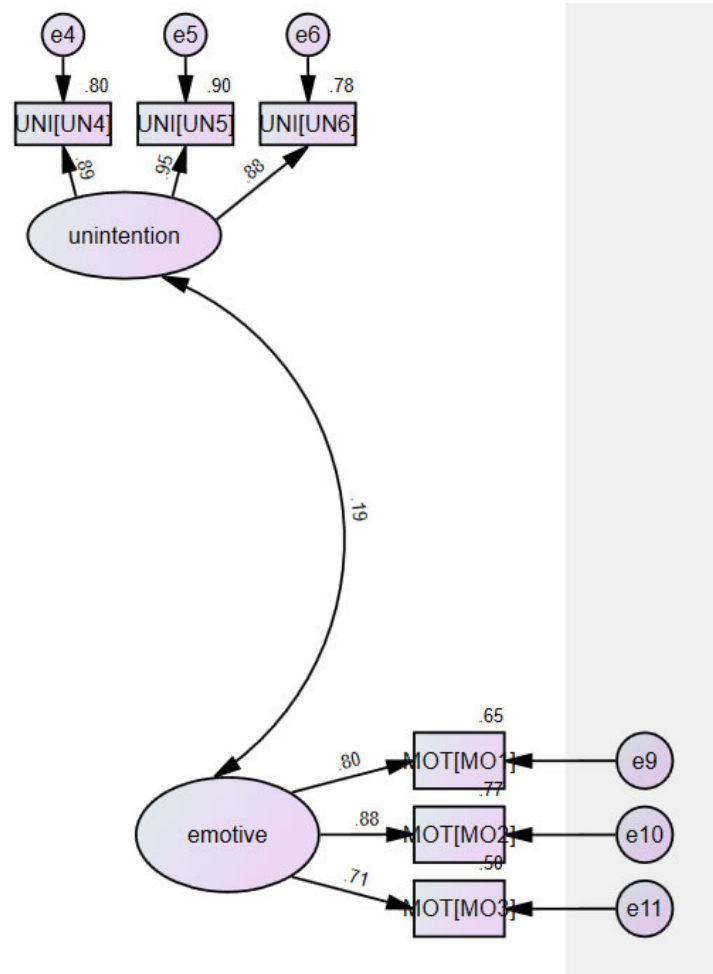 e4 e5 e6
.80 .90 .78
UNI[UN4] UNI[UN5] UNI[UN6]
.89 .95 .88
unintention
.19
.65
.80 MOT[MO1] e9
.77
.88 MOT[MO2] e10
emotive
.50
.71 MOT[MO3] e11